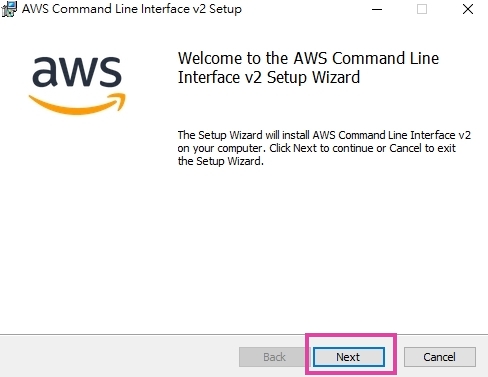 AWS Command Line Interface v2 Setup
aws
Welcome to the AWS Command Line
Interface v2 Setup Wizard
The Setup Wizard will install AWS Command Line Interface v2
on your computer. Click Next to continue or Cancel to exit
the Setup Wizard.
Back
Next
Cancel